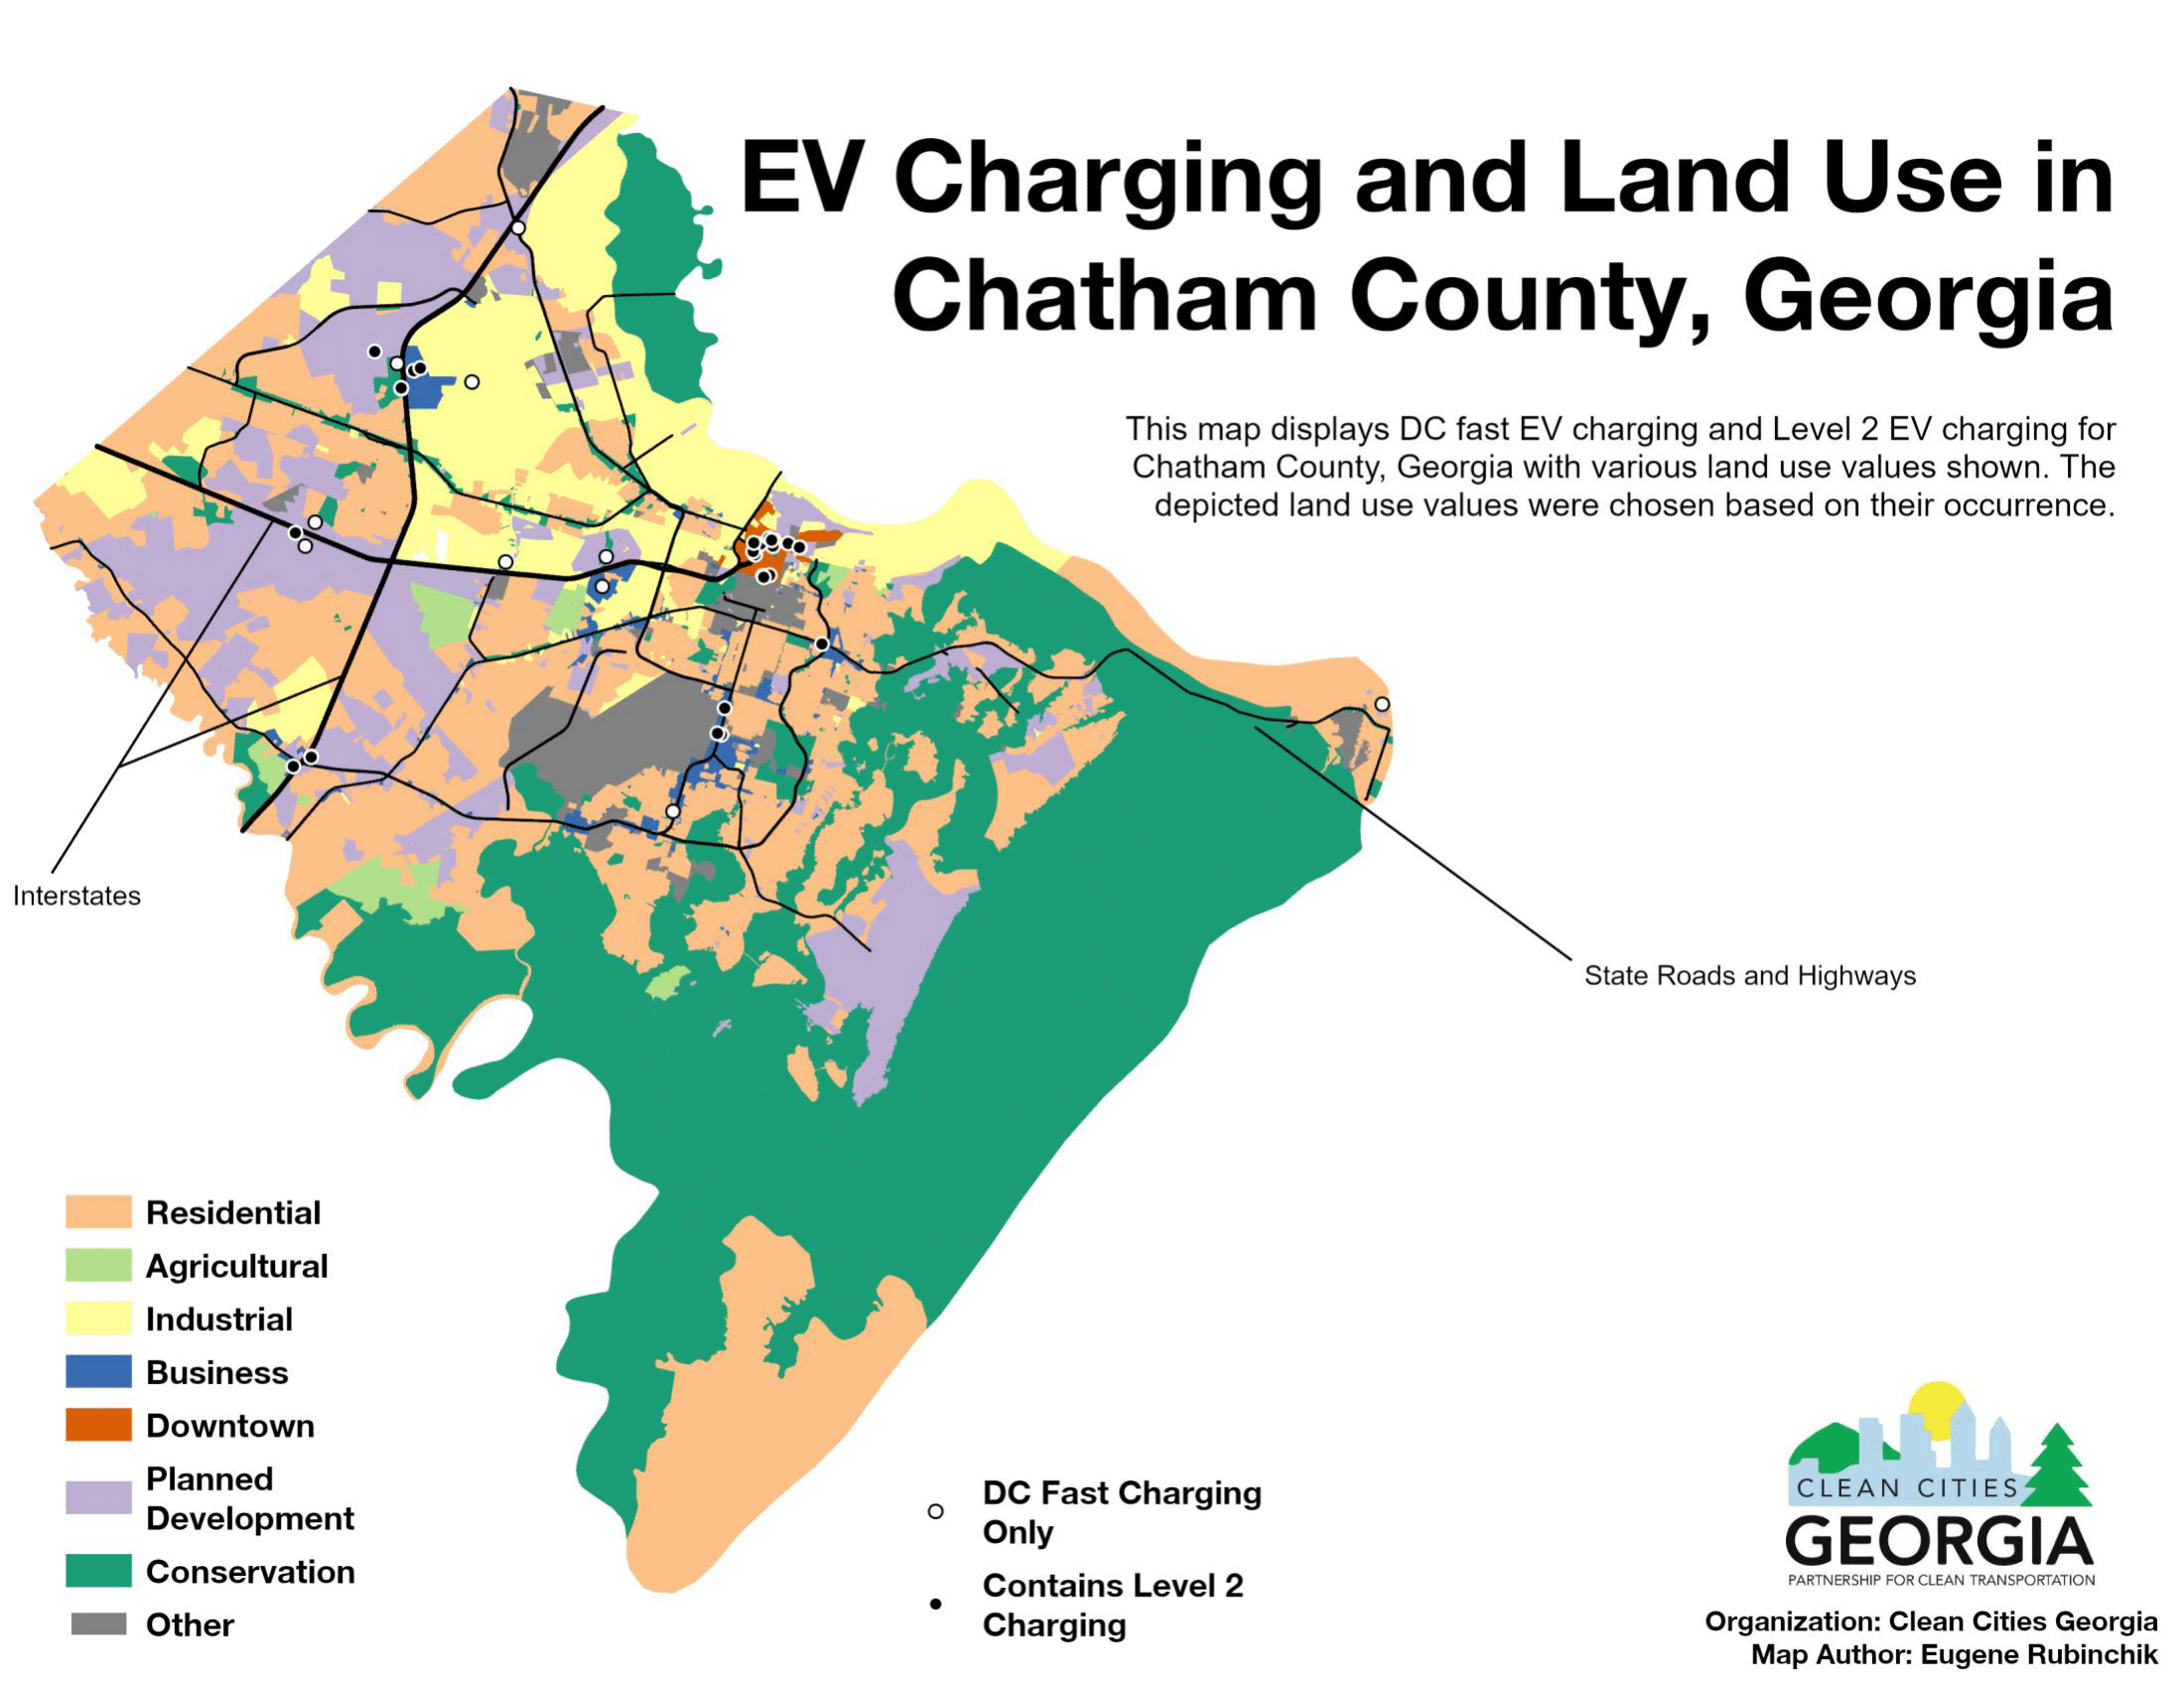 EV Charging and Land Use in
Chatham County, Georgia
This map displays DC fast EV charging and Level 2 EV charging for
Chatham County, Georgia with various land use values shown. The
depicted land use values were chosen based on their occurrence.
Interstates
State Roads and Highways
Residential
Agricultural
Industrial
Business
Downtown
Planned
Development
Conservation
Other
DC Fast Charging
Only
Contains Level 2
Charging
CLEAN CITIES
GEORGIA
PARTNERSHIP FOR CLEAN TRANSPORTATION
Organization: Clean Cities Georgia
Map Author: Eugene Rubinchik